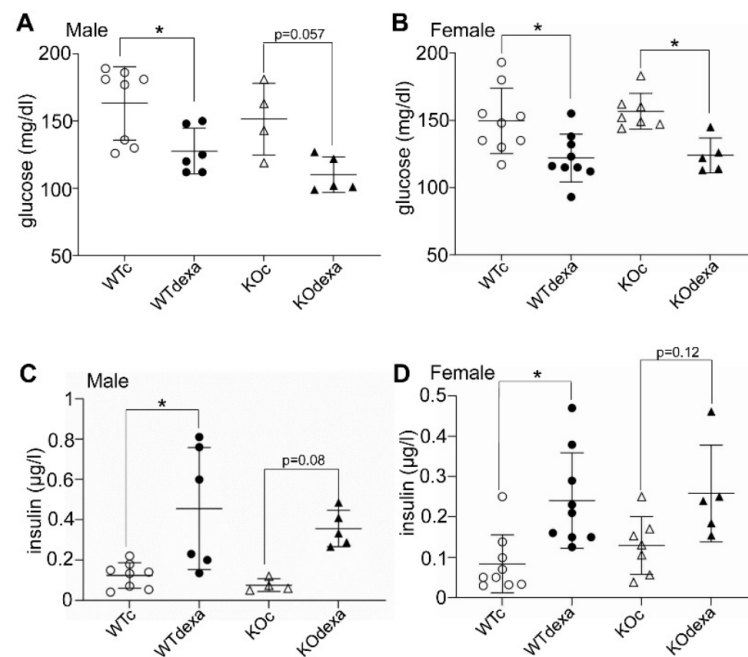 A Male
*
p=0.057
glucose (mg/dl)
200
150
100
50
WTc
WTdexa
KOc
KOdexa
B Female
*
*
glucose (mg/dl)
200
150
100
50
WTc
WTdexa
KOc
KOdexa
C Male
*
p=0.08
insulin (µg/l)
1
0.8
0.6
0.4
0.2
0
WTc
WTdexa
KOc
KOdexa
D Female
*
p=0.12
insulin (µg/l)
0.5
0.4
0.3
0.2
0.1
0
WTc
WTdexa
KOc
KOdexa